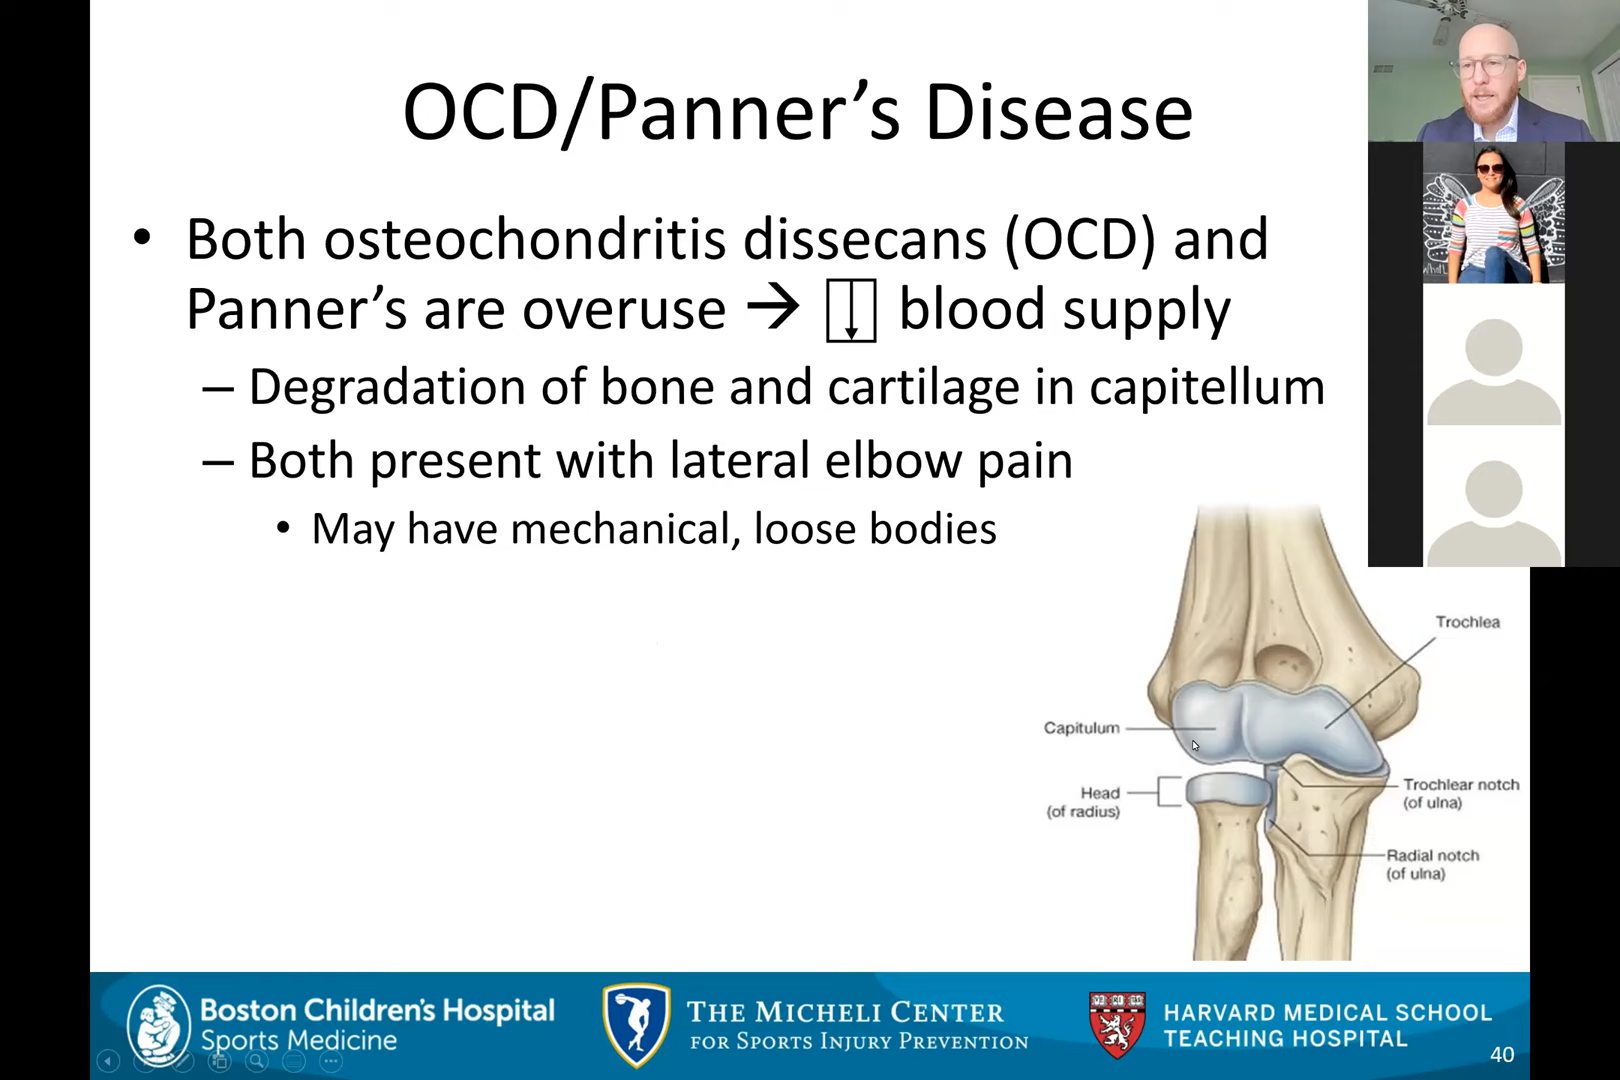 OCD/Panner’s Disease
• Both osteochondritis dissecans (OCD) and
Panner’s are overuse → ↓ blood supply
– Degradation of bone and cartilage in capitellum
– Both present with lateral elbow pain
• May have mechanical, loose bodies
Trochlea
Capitulum
Head
(of radius)
Trochlear notch
(of ulna)
Radial notch
(of ulna)
Boston Children’s Hospital
Sports Medicine
THE MICHELI CENTER
FOR SPORTS INJURY PREVENTION
HARVARD MEDICAL SCHOOL
TEACHING HOSPITAL
40